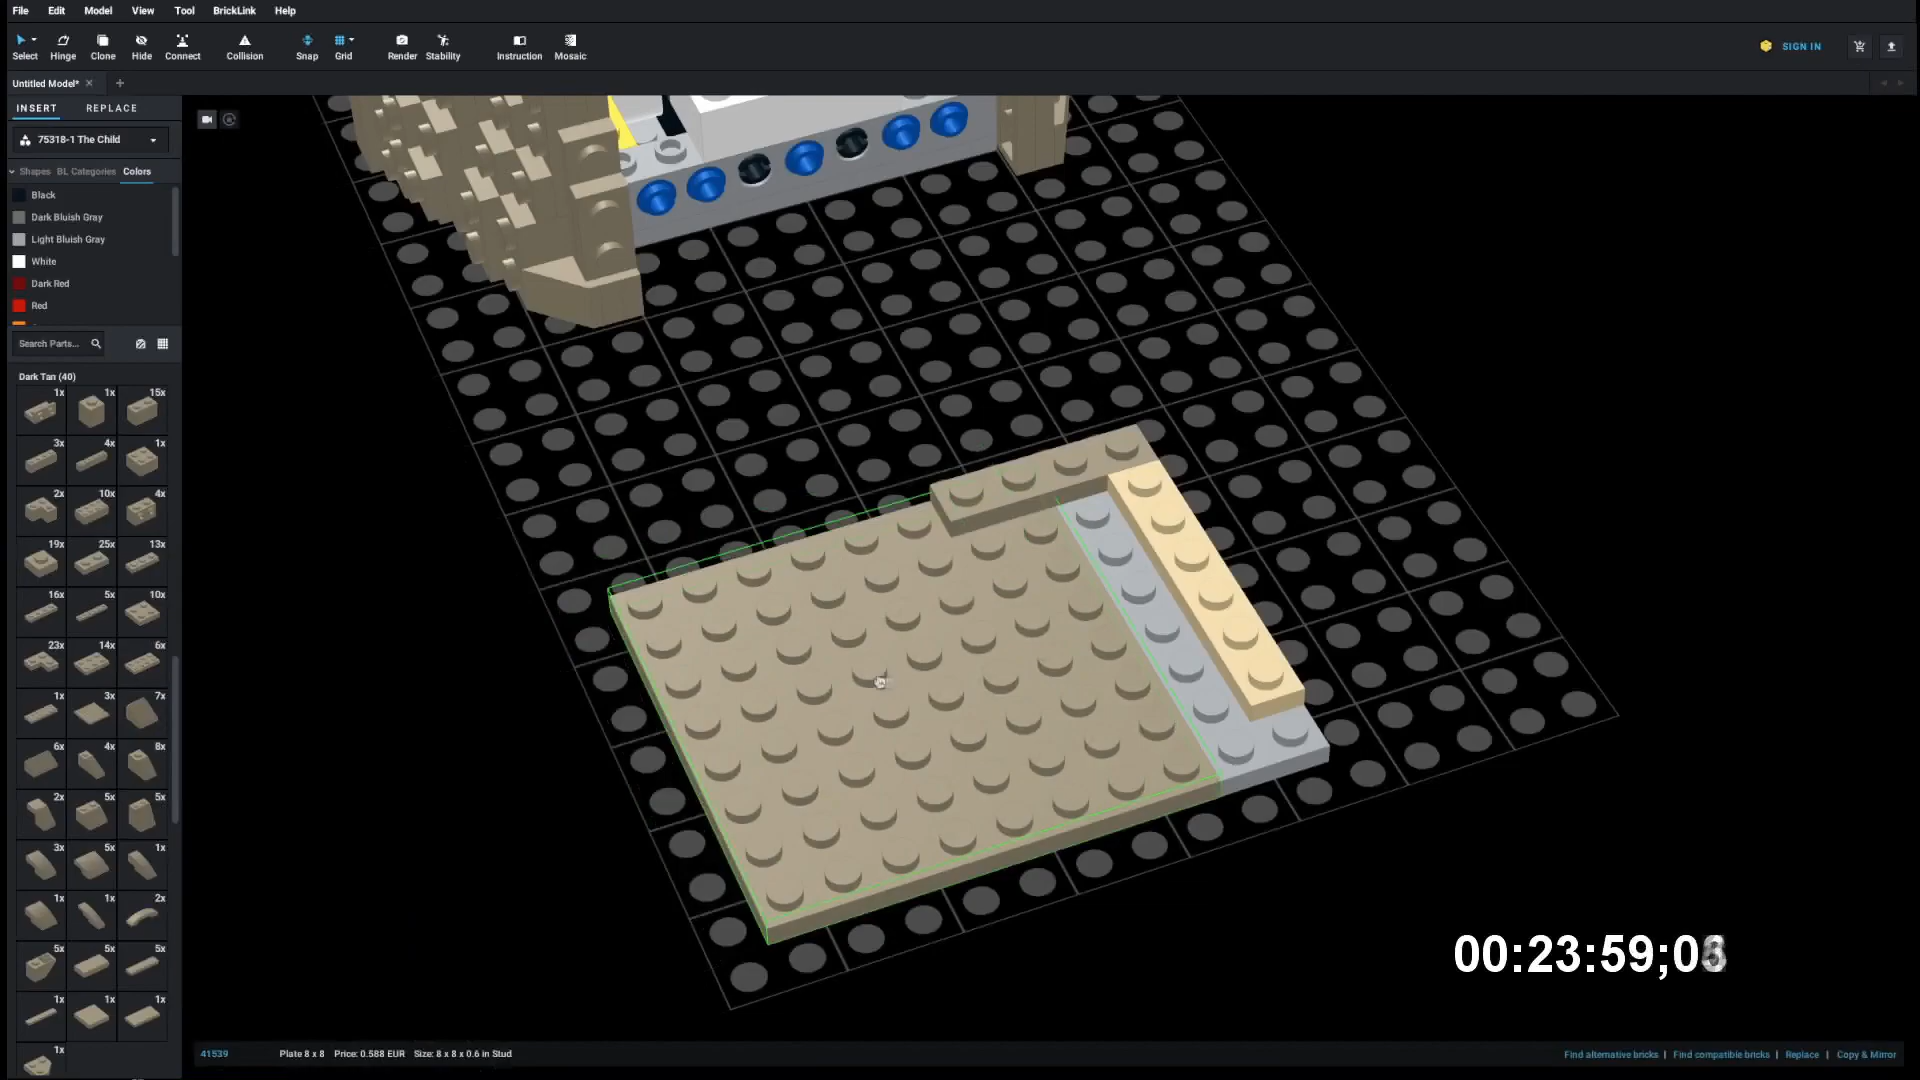 File Edit Model View Tool BrickLink Help
Select Hinge Clone Hide Connect Collision Snap Grid Render Stability Instruction Mosaic
SIGN IN
Untitled Model*
INSERT REPLACE
75318-1 The Child
Shapes BL Categories Colors
Black
Dark Bluish Gray
Light Bluish Gray
White
Dark Red
Red
Search Parts...
Dark Tan (40)
1x 1x 15x
3x 4x 1x
2x 10x 4x
19x 25x 13x
16x 5x 10x
23x 14x 6x
1x 3x 7x
6x 4x 8x
2x 5x 5x
3x 5x 1x
1x 1x 2x
5x 5x 5x
1x 1x 1x
1x
00:23:59;0
41539 Plate 8 x 8 Price: 0.588 EUR Size: 8 x 8 x 0.6 in Stud
Find alternative bricks | Find compatible bricks | Replace | Copy & Mirror